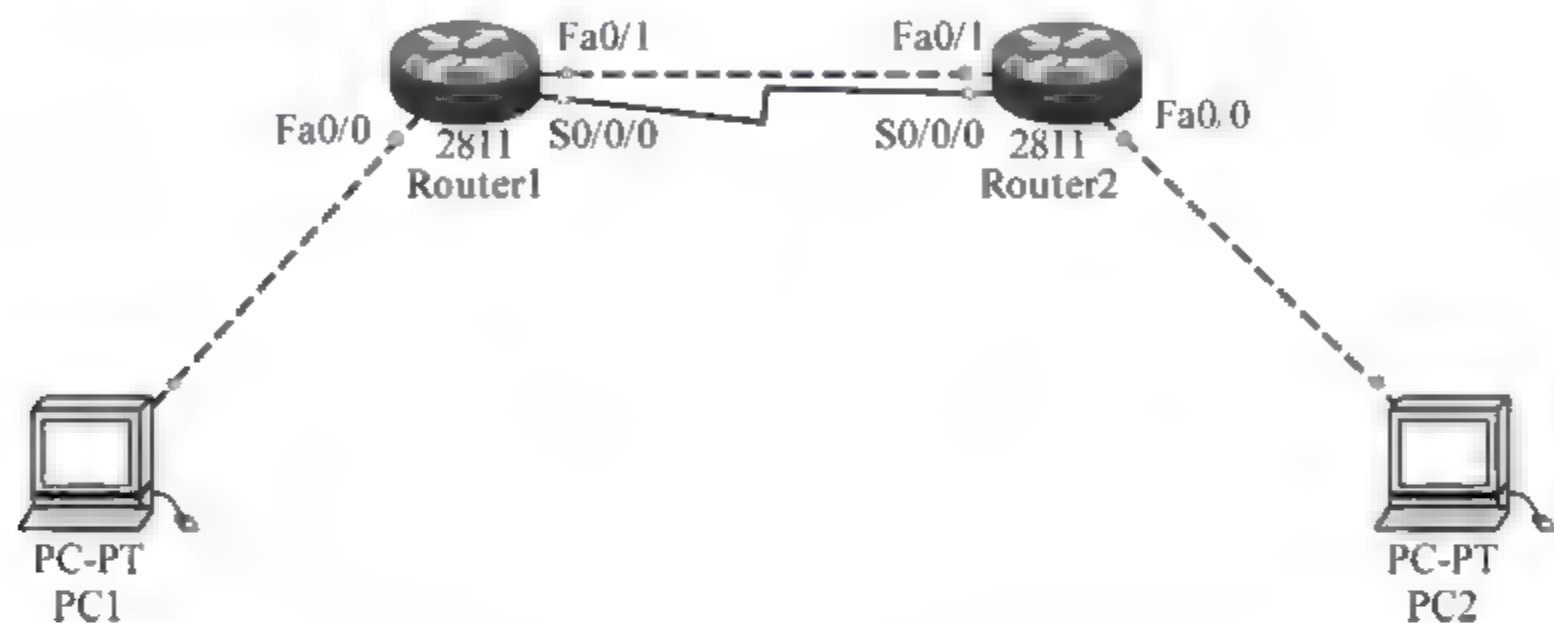 Fa0/1
Fa0/1
Fa0/0
S0/0/0
S0/0/0
Fa0/0
2811
Router1
2811
Router2
PC-PT
PC1
PC-PT
PC2